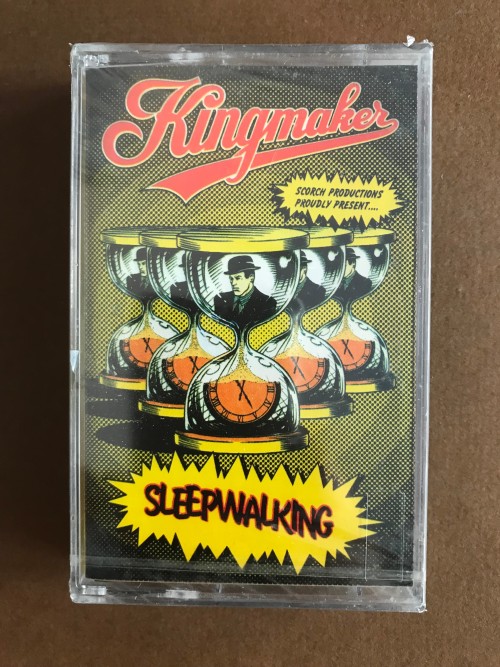 Kingmaker
SCORCH PRODUCTIONS
PROUDLY PRESENT....
SLEEPWALKING